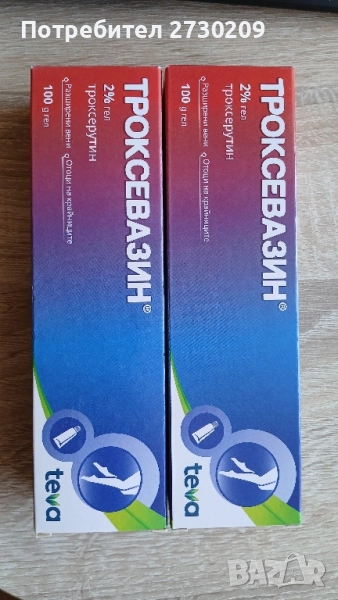 Потребител 2730209
ТРОКСЕВАЗИН®
2% гел
троксерутин
100 g гел
Разширени вени
Отоци на крайниците
teva
ТРОКСЕВАЗИН®
2% гел
троксерутин
100 g гел
Разширени вени
Отоци на крайниците
teva
BAZAR